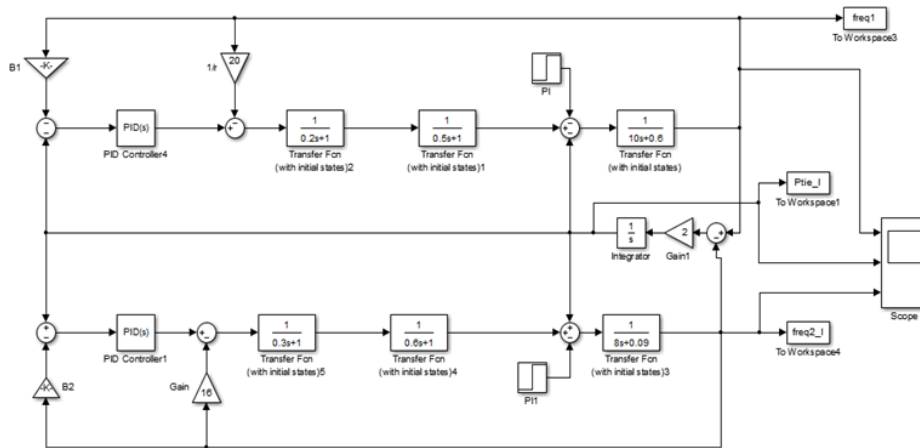 freq1
To Workspace3
-K-
B1
1/r
20
PI
PID(s)
PID Controller4
1
0.2s+1
Transfer Fcn
(with initial states)2
1
0.5s+1
Transfer Fcn
(with initial states)1
1
10s+0.6
Transfer Fcn
(with initial states)
Ptie_I
To Workspace1
1
s
Integrator
2
Gain1
Scope
PID(s)
PID Controller1
1
0.3s+1
Transfer Fcn
(with initial states)5
1
0.6s+1
Transfer Fcn
(with initial states)4
1
8s+0.09
Transfer Fcn
(with initial states)3
freq2_I
To Workspace4
-K-
B2
Gain
16
PI1